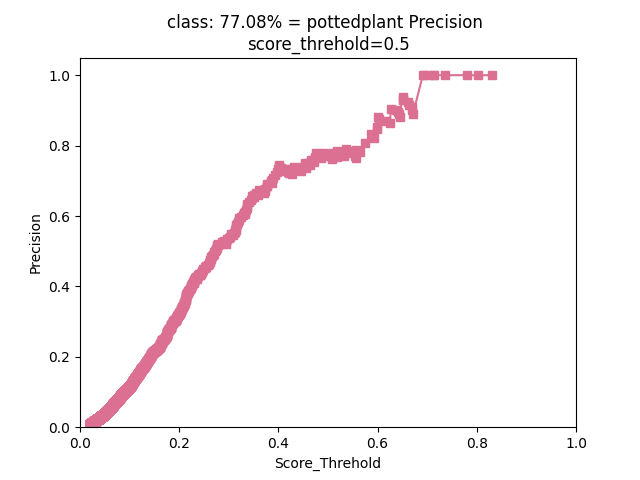 class: 77.08% = pottedplant Precision
score_threhold=0.5
1.0
0.8
0.6
0.4
0.2
0.0
Precision
0.0 0.2 0.4 0.6 0.8 1.0
Score_Threhold